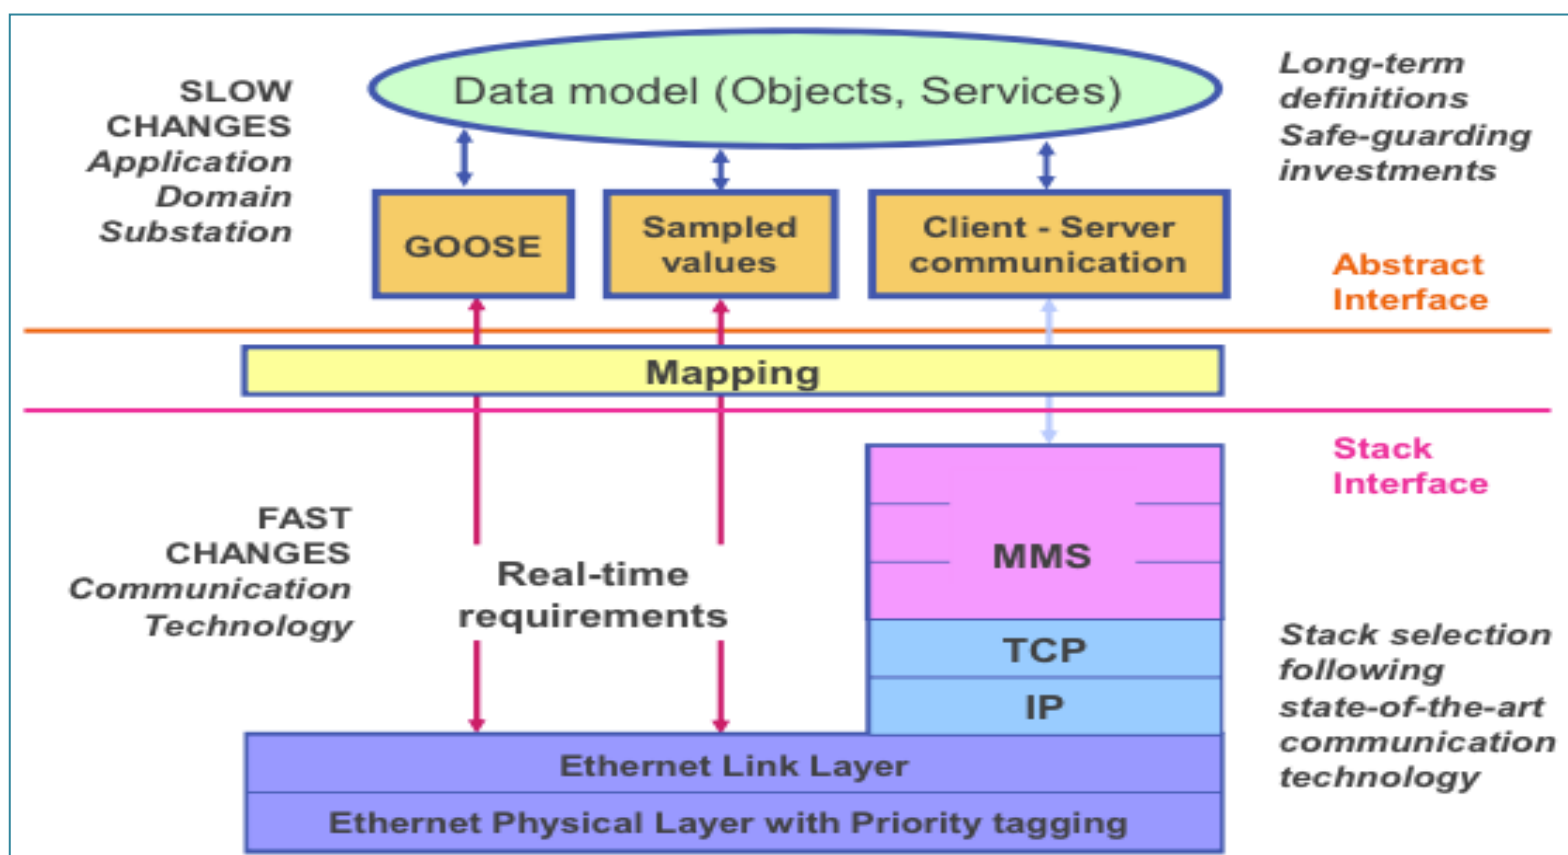 SLOW
CHANGES
Application
Domain
Substation
Data model (Objects, Services)
Long-term
definitions
Safe-guarding
investments
GOOSE
Sampled
values
Client - Server
communication
Abstract
Interface
Mapping
Stack
Interface
FAST
CHANGES
Communication
Technology
Real-time
requirements
MMS
TCP
IP
Stack selection
following
state-of-the-art
communication
technology
Ethernet Link Layer
Ethernet Physical Layer with Priority tagging